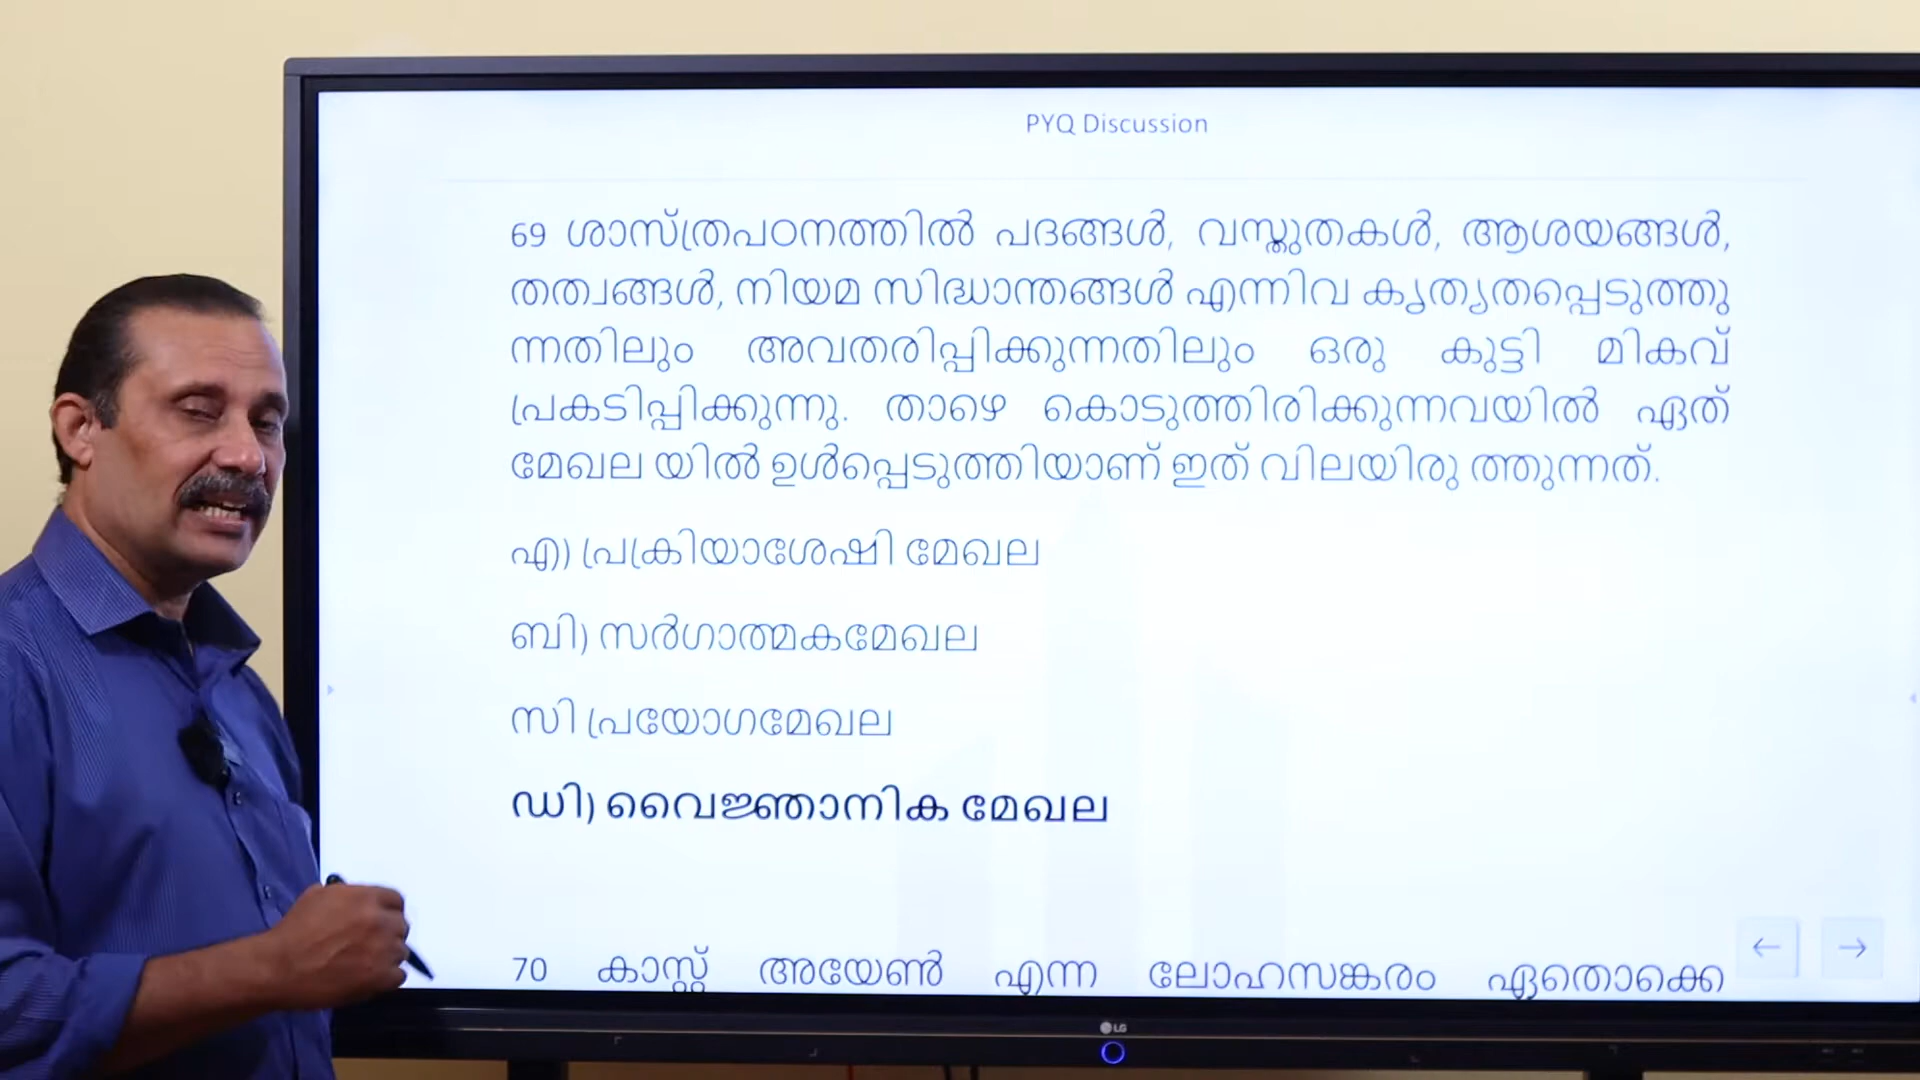 PYQ Discussion
69 ശാസ്ത്രപഠനത്തിൽ പദങ്ങൾ, വസ്തുതകൾ, ആശയങ്ങൾ,
തത്വങ്ങൾ, നിയമ സിദ്ധാന്തങ്ങൾ എന്നിവ കൃത്യതപ്പെടുത്തു
ന്നതിലും അവതരിപ്പിക്കുന്നതിലും ഒരു കുട്ടി മികവ്
പ്രകടിപ്പിക്കുന്നു. താഴെ കൊടുത്തിരിക്കുന്നവയിൽ ഏത്
മേഖല യിൽ ഉൾപ്പെടുത്തിയാണ് ഇത് വിലയിരു ത്തുന്നത്.
എ) പ്രക്രിയാശേഷി മേഖല
ബി) സർഗാത്മകമേഖല
സി പ്രയോഗമേഖല
ഡി) വൈജ്ഞാനിക മേഖല
70 കാസ്റ്റ് അയേൺ എന്ന ലോഹസങ്കരം ഏതൊക്കെ
LG